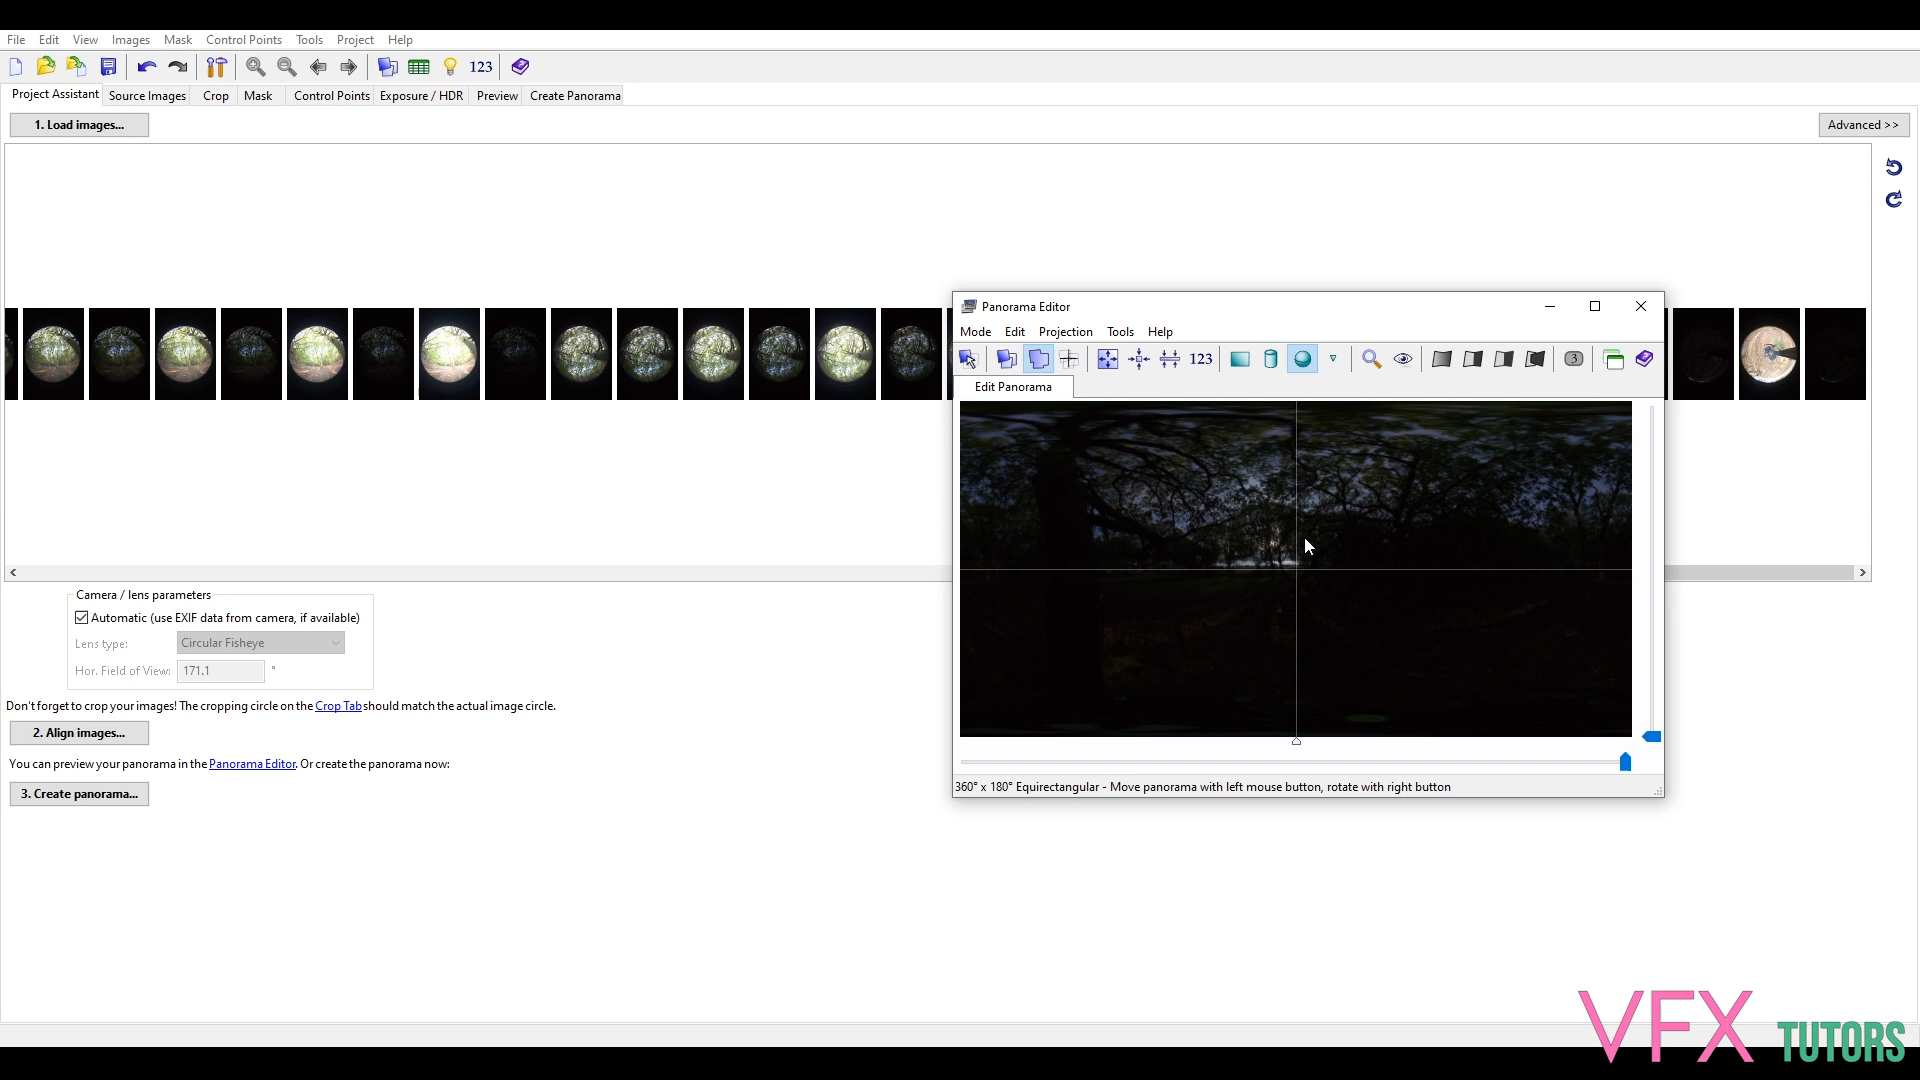 File Edit View Images Mask Control Points Tools Project Help
123
Project Assistant Source Images Crop Mask Control Points Exposure / HDR Preview Create Panorama
1. Load images...
Advanced >>
Panorama Editor
Mode Edit Projection Tools Help
123 3
Edit Panorama
360° x 180° Equirectangular - Move panorama with left mouse button, rotate with right button
Camera / lens parameters
Automatic (use EXIF data from camera, if available)
Lens type: Circular Fisheye
Hor. Field of View: 171.1 °
Don't forget to crop your images! The cropping circle on the Crop Tab should match the actual image circle.
2. Align images...
You can preview your panorama in the Panorama Editor. Or create the panorama now:
3. Create panorama...
VFX TUTORS